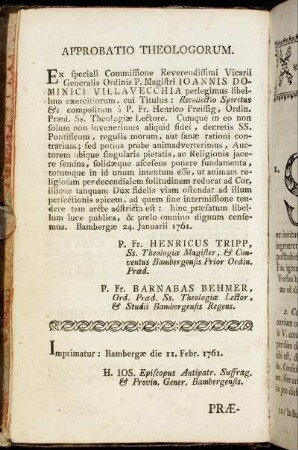 APPROBATIO THEOLOGORUM.
Ex speciali Commissione Reverendissimi Vicarii
Generalis Ordinis P. Magistri IOANNIS DO-
MINICI VILLAVECCHIA perlegimus libel-
lum exercitiorum, cui Titulus: Recollectio Spiritus
& compositum à P. Fr. Henrico Preissig, Ordin.
Præd. Ss. Theologiæ Lectore. Cumque in eo non
solum non invenerimus aliquid fidei, decretis SS.
Pontificum, regulis morum, aut sanæ rationi con-
trarium; sed potius probe animadverterimus, Auc-
torem ubique singularis pietatis, ac Religionis jace-
re semina, solidæque asceseos ponere fundamenta,
totumque in id unum intentum esse, ut animam re-
ligiosam per decendialem solitudinem reducat ad Cor,
illique tanquam Dux fidelis viam ostendat ad illum
perfectionis apicem, ad quem fine intermissione ten-
dere tam arcte adstricta est: hinc præfatum libel-
lum luce publica, & prelo omnino dignum cense-
mus. Bambergæ 24. Januarii 1761.
P. Fr. HENRICUS TRIPP,
Ss. Theologiæ Magister, & Con-
ventus Bambergensis Prior Ordin.
Præd.
P. Fr. BARNABAS BEHMER,
Ord. Præd. Ss. Theologiæ Lector,
& Studii Bambergensis Regens.
Imprimatur: Bambergæ die 11. Febr. 1761.
H. IOS. Episcopus Antipatr. Suffrag.
& Provin. Gener. Bambergensis.
PRÆ-